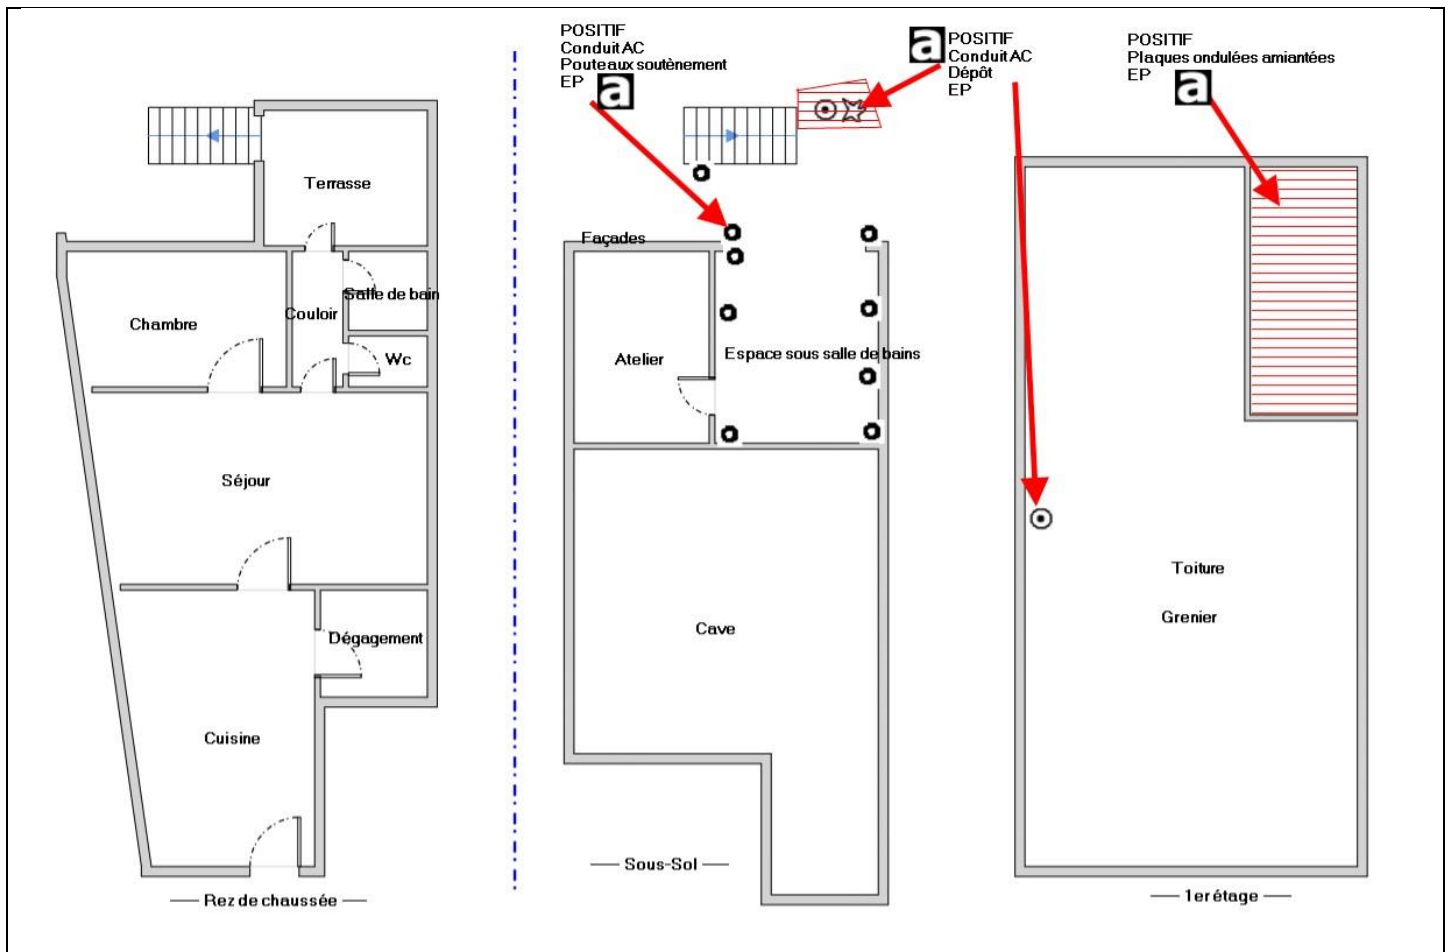 POSITIF
Conduit AC
Pouteaux soutènement
EP
a
a
POSITIF
Conduit AC
Dépôt
EP
POSITIF
Plaques ondulées amiantées
EP
a
Terrasse
Chambre
Couloir
Salle de bain
Wc
Séjour
Dégagement
Cuisine
Rez de chaussée
Façades
Atelier
Espace sous salle de bains
Cave
Sous-Sol
Toiture
Grenier
1er étage